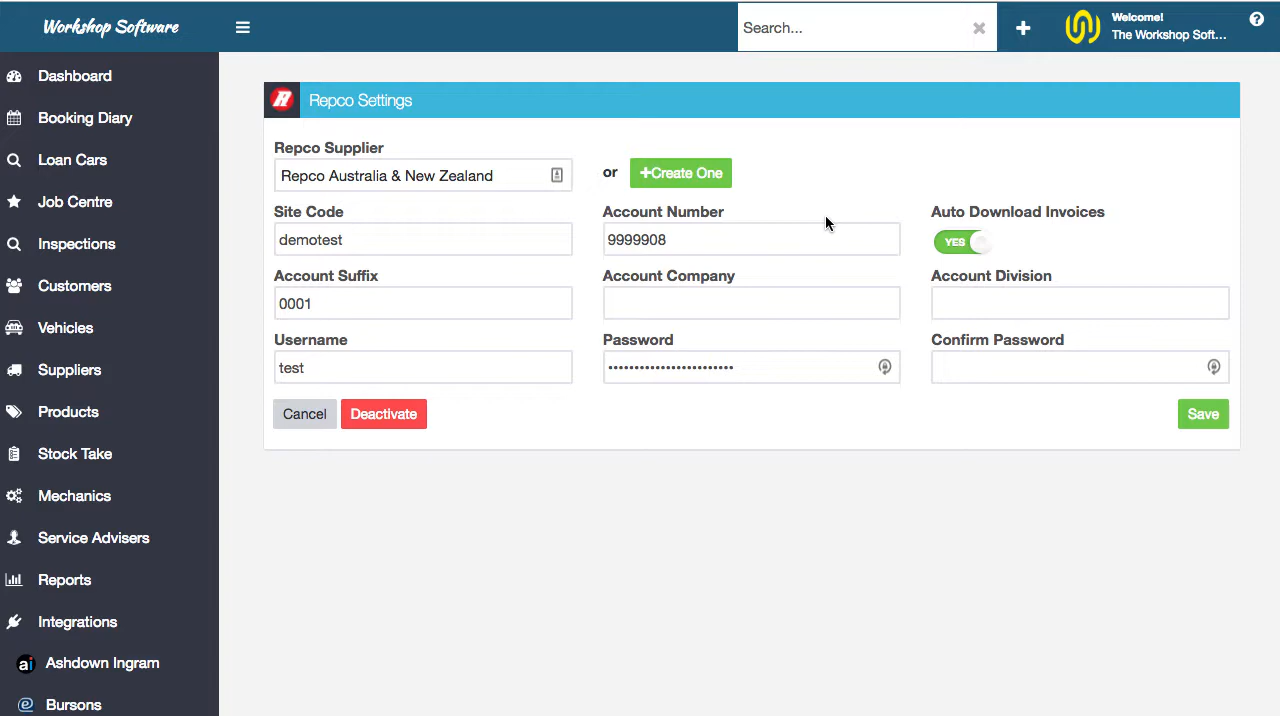 Workshop Software
Search...
Welcome!
The Workshop Soft...
Dashboard
Booking Diary
Loan Cars
Job Centre
Inspections
Customers
Vehicles
Suppliers
Products
Stock Take
Mechanics
Service Advisers
Reports
Integrations
ai Ashdown Ingram
Bursons
R Repco Settings
Repco Supplier
Repco Australia & New Zealand
or
+Create One
Site Code
demotest
Account Number
9999908
Auto Download Invoices
YES
Account Suffix
0001
Account Company
Account Division
Username
test
Password
••••••••••••••••••••••••
Confirm Password
Cancel
Deactivate
Save